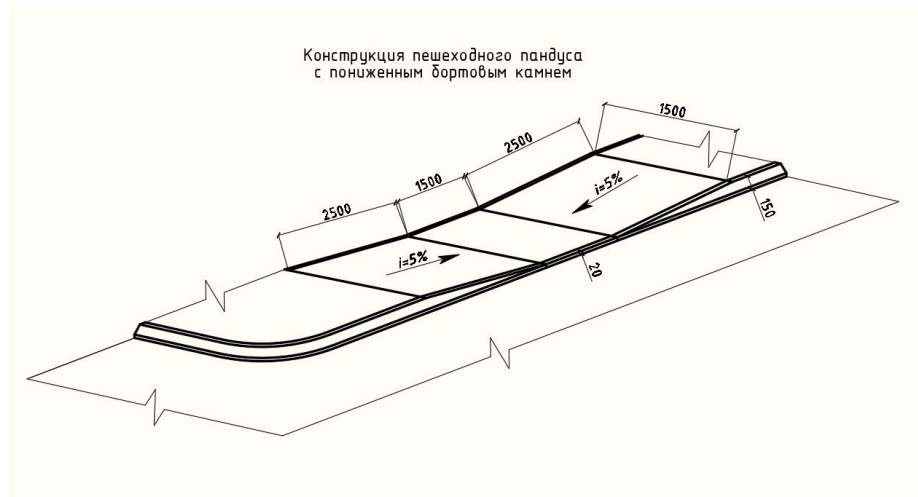 Конструкция пешеходного пандуса
с пониженным бортовым камнем
1500
2500
1500
2500
i=5%
i=5%
150
20